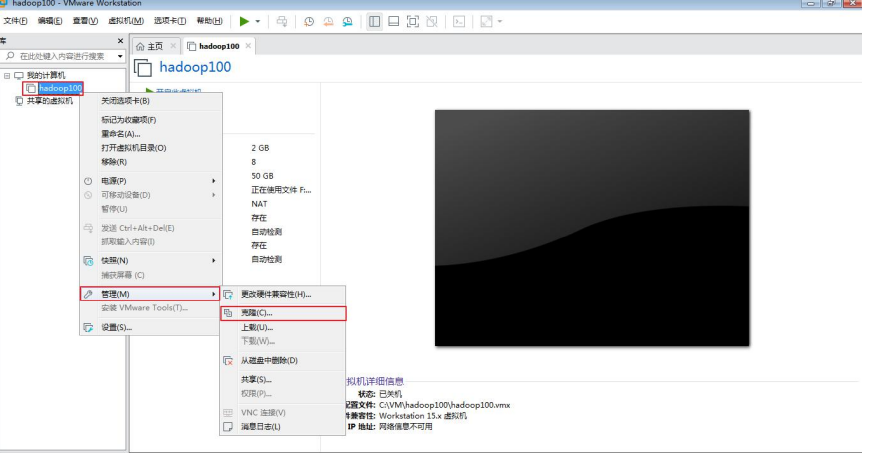 hadoop100 - VMware Workstation
文件(F) 编辑(E) 查看(V) 虚拟机(M) 选项卡(T) 帮助(H)
库
在此处键入内容进行搜索
我的计算机
hadoop100
共享的虚拟机
主页
hadoop100
hadoop100
关闭选项卡(B)
标记为收藏项(F)
重命名(A)...
打开虚拟机目录(O)
移除(R)
电源(P)
可移动设备(D)
暂停(U)
发送 Ctrl+Alt+Del(E)
抓取输入内容(I)
快照(N)
捕获屏幕 (C)
管理(M)
安装 VMware Tools(T)...
设置(S)...
2 GB
8
50 GB
正在使用文件 F:...
NAT
存在
自动检测
存在
自动检测
更改硬件兼容性(H)...
克隆(C)...
上载(U)...
下载(W)...
从磁盘中删除(D)
共享(S)...
权限(P)...
VNC 连接(V)
消息日志(L)
拟机详细信息
状态: 已关机
配置文件: C:\VM\hadoop100\hadoop100.vmx
件兼容性: Workstation 15.x 虚拟机
IP 地址: 网络信息不可用